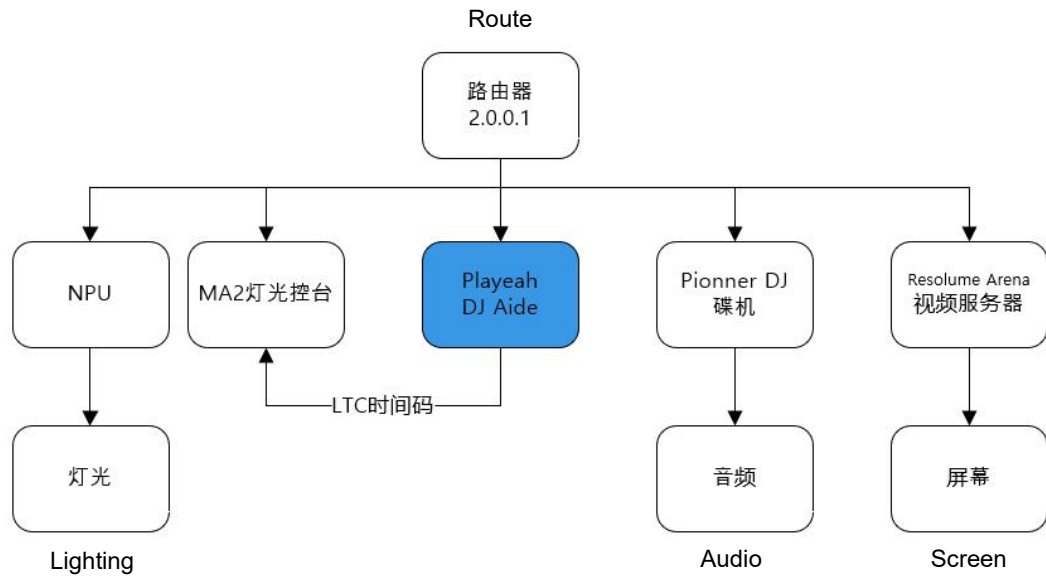 Route
路由器
2.0.0.1
NPU
MA2灯光控台
Playeah
DJ Aide
Pionner DJ
碟机
Resolume Arena
视频服务器
LTC时间码
灯光
音频
屏幕
Lighting
Audio
Screen